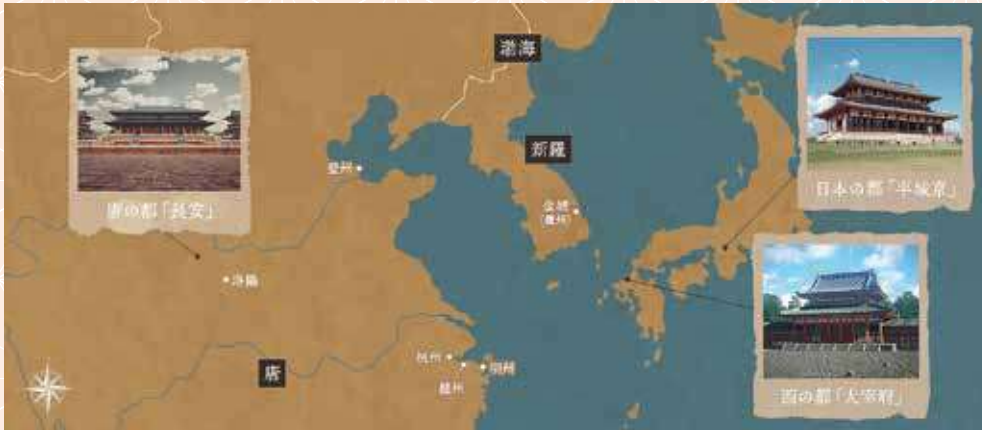 渤海
新羅
登州
金城
(慶州)
唐の都「長安」
日本の都「平城京」
洛陽
唐
杭州
越州
明州
西の都「大宰府」